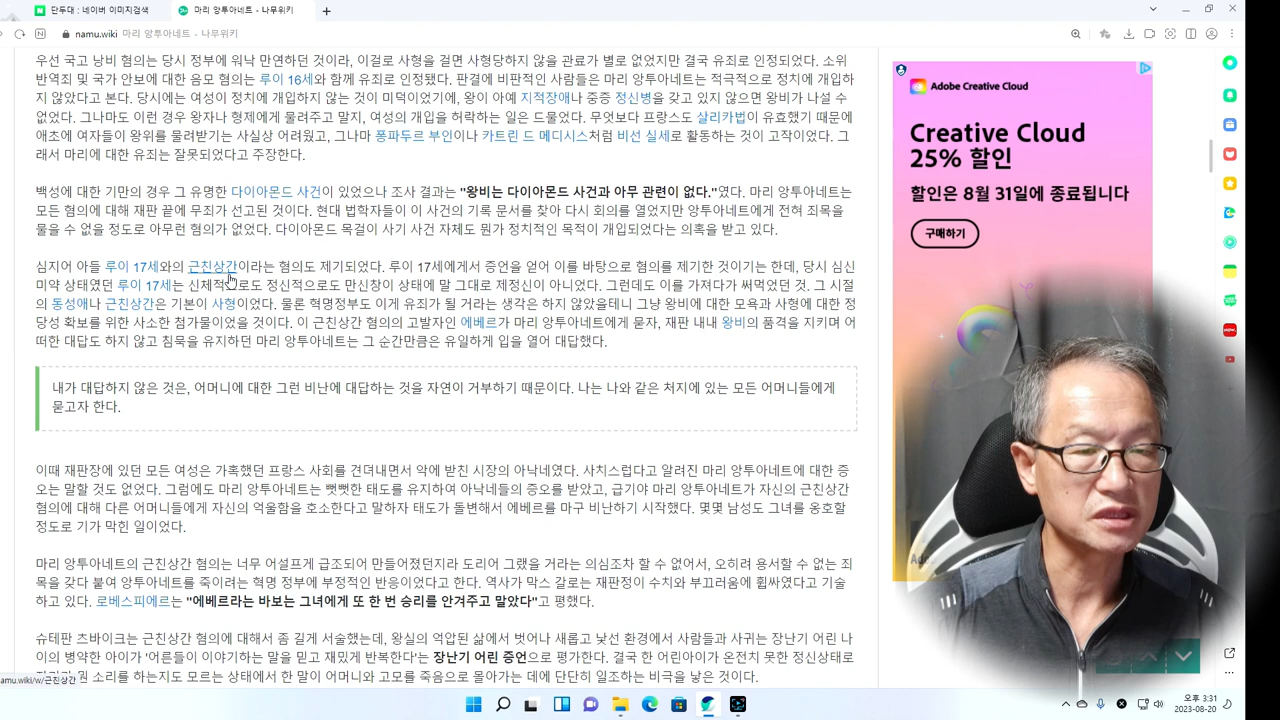 단두대 : 네이버 이미지검색
마리 앙투아네트 - 나무위키
namu.wiki 마리 앙투아네트 - 나무위키
우선 국고 낭비 혐의는 당시 정부에 워낙 만연하던 것이라, 이걸로 사형을 걸면 사형당하지 않을 관료가 별로 없었지만 결국 유죄로 인정되었다. 소위
반역죄 및 국가 안보에 대한 음모 혐의는 루이 16세와 함께 유죄로 인정됐다. 판결에 비판적인 사람들은 마리 앙투아네트는 적극적으로 정치에 개입하
지 않았다고 본다. 당시에는 여성이 정치에 개입하지 않는 것이 미덕이었기에, 왕이 아예 지적장애나 중증 정신병을 갖고 있지 않으면 왕비가 나설 수
없었다. 그나마도 이런 경우 왕자나 형제에게 물려주고 말지, 여성의 개입을 허락하는 일은 드물었다. 무엇보다 프랑스도 살리카법이 유효했기 때문에
애초에 여자들이 왕위를 물려받기는 사실상 어려웠고, 그나마 퐁파두르 부인이나 카트린 드 메디시스처럼 비선 실세로 활동하는 것이 고작이었다. 그
래서 마리에 대한 유죄는 잘못되었다고 주장한다.
백성에 대한 기만의 경우 그 유명한 다이아몬드 사건이 있었으나 조사 결과는 "왕비는 다이아몬드 사건과 아무 관련이 없다."였다. 마리 앙투아네트는
모든 혐의에 대해 재판 끝에 무죄가 선고된 것이다. 현대 법학자들이 이 사건의 기록 문서를 찾아 다시 회의를 열었지만 앙투아네트에게 전혀 죄목을
물을 수 없을 정도로 아무런 혐의가 없었다. 다이아몬드 목걸이 사기 사건 자체도 뭔가 정치적인 목적이 개입되었다는 의혹을 받고 있다.
심지어 아들 루이 17세와의 근친상간이라는 혐의도 제기되었다. 루이 17세에게서 증언을 얻어 이를 바탕으로 혐의를 제기한 것이기는 한데, 당시 심신
미약 상태였던 루이 17세는 신체적으로도 정신적으로도 만신창이 상태에 말 그대로 제정신이 아니었다. 그런데도 이를 가져다가 써먹었던 것. 그 시절
의 동성애나 근친상간은 기본이 사형이었다. 물론 혁명정부도 이게 유죄가 될 거라는 생각은 하지 않았을테니 그냥 왕비에 대한 모욕과 사형에 대한 정
당성 확보를 위한 사소한 첨가물이었을 것이다. 이 근친상간 혐의의 고발자인 에베르가 마리 앙투아네트에게 묻자, 재판 내내 왕비의 품격을 지키며 어
떠한 대답도 하지 않고 침묵을 유지하던 마리 앙투아네트는 그 순간만큼은 유일하게 입을 열어 대답했다.
내가 대답하지 않은 것은, 어머니에 대한 그런 비난에 대답하는 것을 자연이 거부하기 때문이다. 나는 나와 같은 처지에 있는 모든 어머니들에게
묻고자 한다.
이때 재판장에 있던 모든 여성은 가혹했던 프랑스 사회를 견뎌내면서 악에 받친 시장의 아낙네였다. 사치스럽다고 알려진 마리 앙투아네트에 대한 증
오는 말할 것도 없었다. 그럼에도 마리 앙투아네트는 뻣뻣한 태도를 유지하여 아낙네들의 증오를 받았고, 급기야 마리 앙투아네트가 자신의 근친상간
혐의에 대해 다른 어머니들에게 자신의 억울함을 호소한다고 말하자 태도가 돌변해서 에베르를 마구 비난하기 시작했다. 몇몇 남성도 그녀를 옹호할
정도로 기가 막힌 일이었다.
마리 앙투아네트의 근친상간 혐의는 너무 어설프게 급조되어 만들어졌던지라 도리어 그랬을 거라는 의심조차 할 수 없어서, 오히려 용서할 수 없는 죄
목을 갖다 붙여 앙투아네트를 죽이려는 혁명 정부에 부정적인 반응이었다고 한다. 역사가 막스 갈로는 재판정이 수치와 부끄러움에 휩싸였다고 기술
하고 있다. 로베스피에르는 "에베르라는 바보는 그녀에게 또 한 번 승리를 안겨주고 말았다"고 평했다.
슈테판 츠바이크는 근친상간 혐의에 대해서 좀 길게 서술했는데, 왕실의 억압된 삶에서 벗어나 새롭고 낯선 환경에서 사람들과 사귀는 장난기 어린 나
이의 병약한 아이가 '어른들이 이야기하는 말을 믿고 재밌게 반복한다'는 장난기 어린 증언으로 평가한다. 결국 한 어린아이가 온전치 못한 정신상태로
소리를 하는지도 모르는 상태에서 한 말이 어머니와 고모를 죽음으로 몰아가는 데에 단단히 일조하는 비극을 낳은 것이다.
amu.wiki/w/근친상간
Adobe Creative Cloud
Creative Cloud
25% 할인
할인은 8월 31일에 종료됩니다
구매하기
오후 3:31
2023-08-20